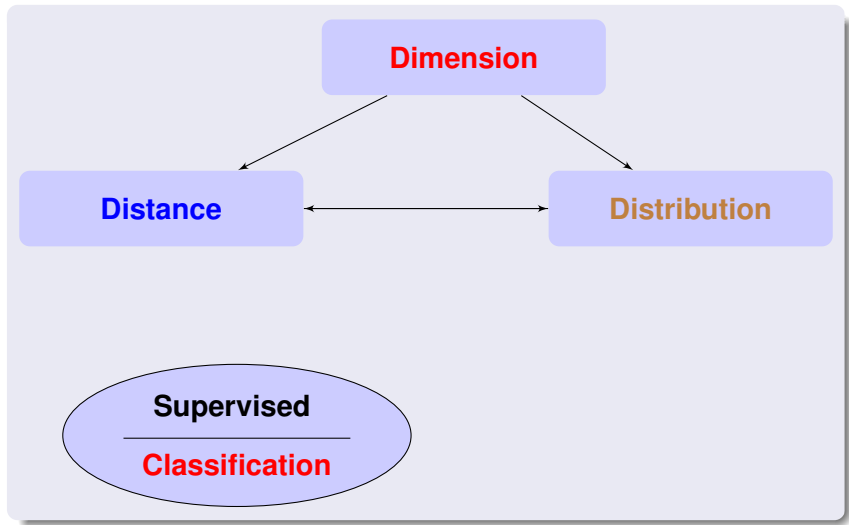 Dimension
Distance
Distribution
Supervised
Classification